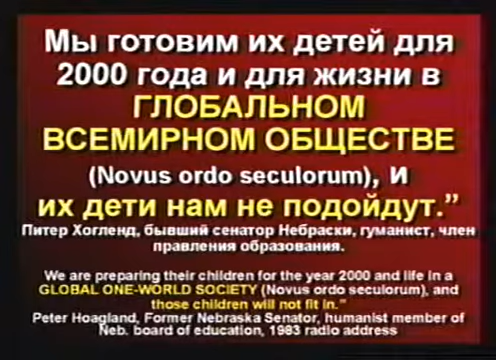 Мы готовим их детей для
2000 года и для жизни в
ГЛОБАЛЬНОМ
ВСЕМИРНОМ ОБЩЕСТВЕ
(Novus ordo seculorum), и
их дети нам не подойдут.”
Питер Хогленд, бывший сенатор Небраски, гуманист, член
правления образования.
We are preparing their children for the year 2000 and life in a
GLOBAL ONE-WORLD SOCIETY (Novus ordo seculorum), and
those children will not fit in.”
Peter Hoagland, Former Nebraska Senator, humanist member of
Neb. board of education, 1983 radio address